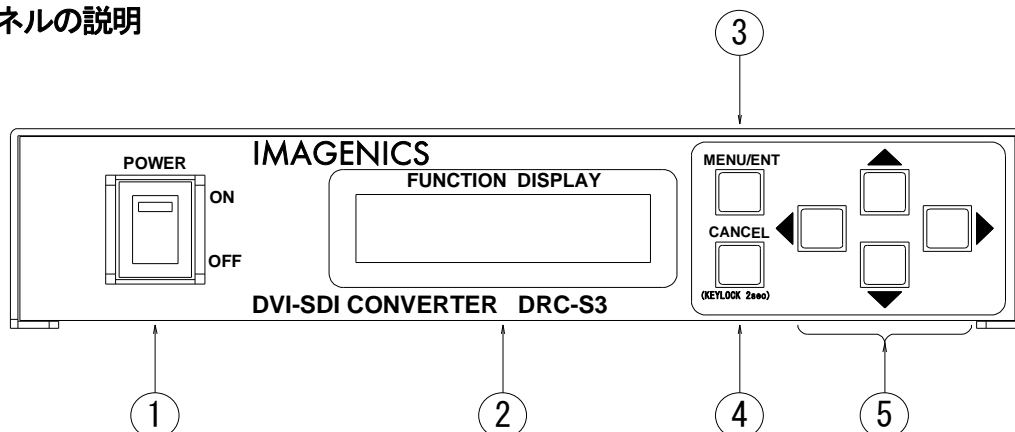 ネルの説明
③
IMAGENICS
POWER
ON
OFF
FUNCTION DISPLAY
MENU/ENT
CANCEL
(KEYLOCK 2sec)
DVI-SDI CONVERTER DRC-S3
①
②
④
⑤